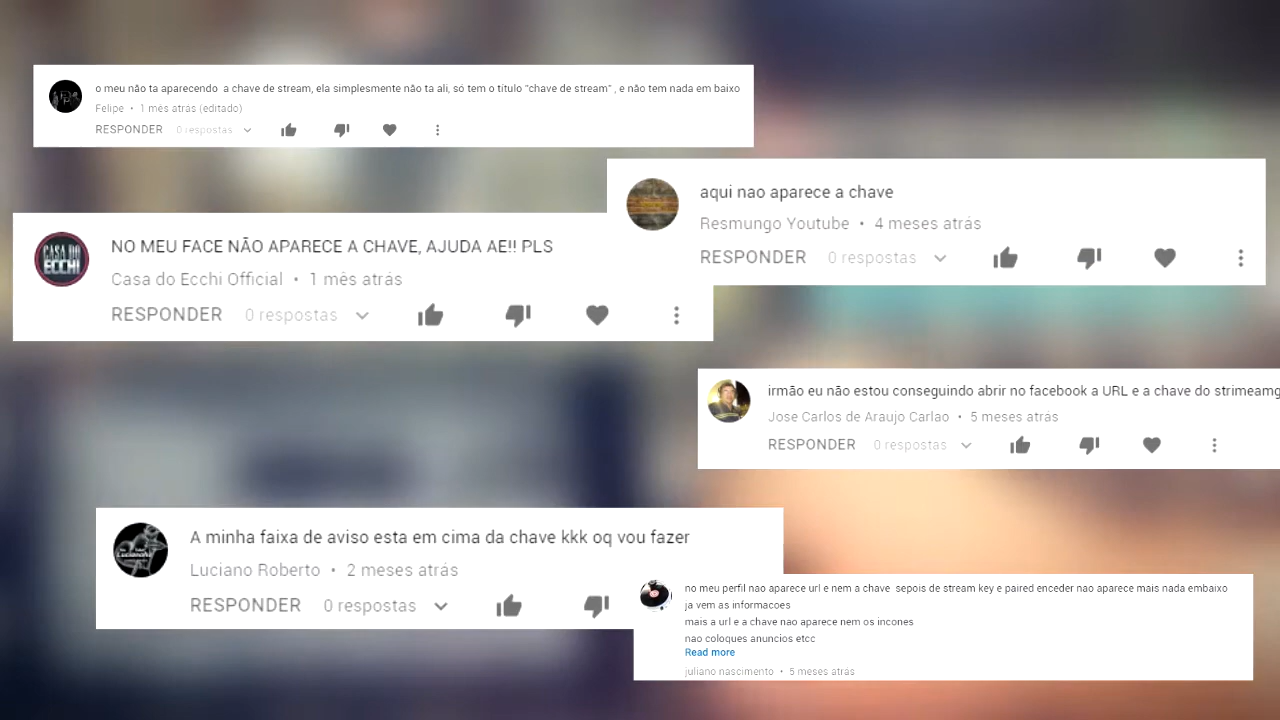 o meu não ta aparecendo a chave de stream, ela simplesmente não ta ali, só tem o título "chave de stream" , e não tem nada em baixo
Felipe • 1 mês atrás (editado)
RESPONDER 0 respostas
aqui nao aparece a chave
Resmungo Youtube • 4 meses atrás
RESPONDER 0 respostas
CASA DO
ECCHI
NO MEU FACE NÃO APARECE A CHAVE, AJUDA AE!! PLS
Casa do Ecchi Official • 1 mês atrás
RESPONDER 0 respostas
irmão eu não estou conseguindo abrir no facebook a URL e a chave do strimeamg
Jose Carlos de Araujo Carlao • 5 meses atrás
RESPONDER 0 respostas
A minha faixa de aviso esta em cima da chave kkk oq vou fazer
Luciano Roberto • 2 meses atrás
RESPONDER 0 respostas
no meu perfil nao aparece url e nem a chave sepois de stream key e paired enceder nao aparece mais nada embaixo
ja vem as informacoes
mais a url e a chave nao aparece nem os incones
nao coloques anuncios etcc
Read more
juliano nascimento • 5 meses atrás